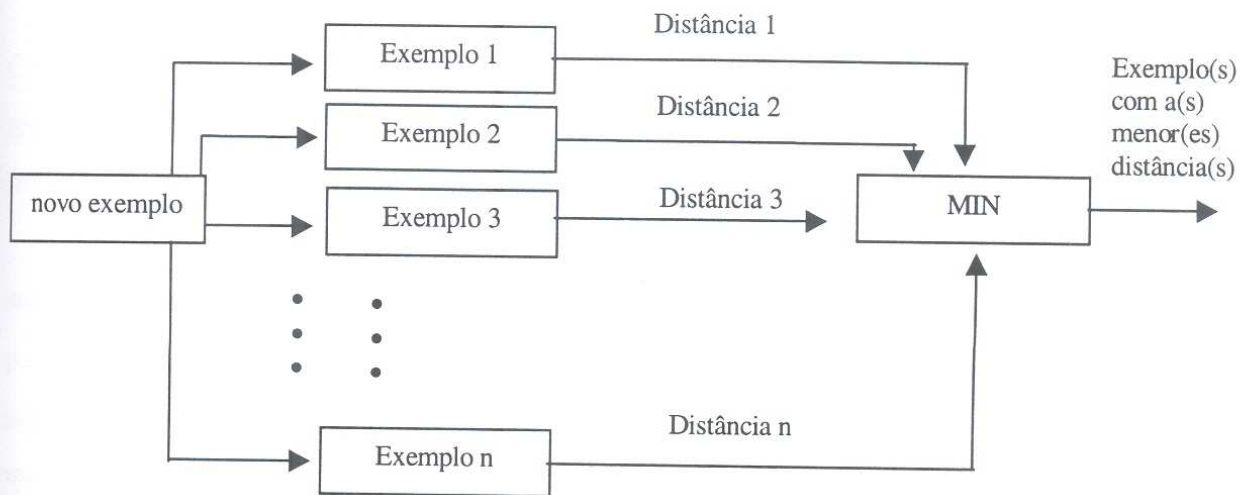 Distância 1
Exemplo 1
Exemplo(s)
com a(s)
menor(es)
distância(s)
Distância 2
Exemplo 2
novo exemplo
Distância 3
Exemplo 3
MIN
Distância n
Exemplo n